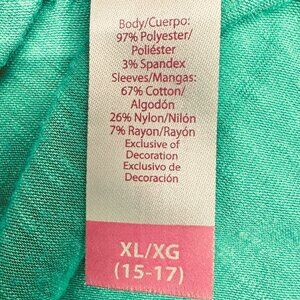 Body/Cuerpo:
97% Polyester/
Poliéster
3% Spandex
Sleeves/Mangas:
67% Cotton/
Algodón
26% Nylon/Nilón
7% Rayon/Rayón
Exclusive of
Decoration
Exclusivo de
Decoración
XL/XG
(15-17)